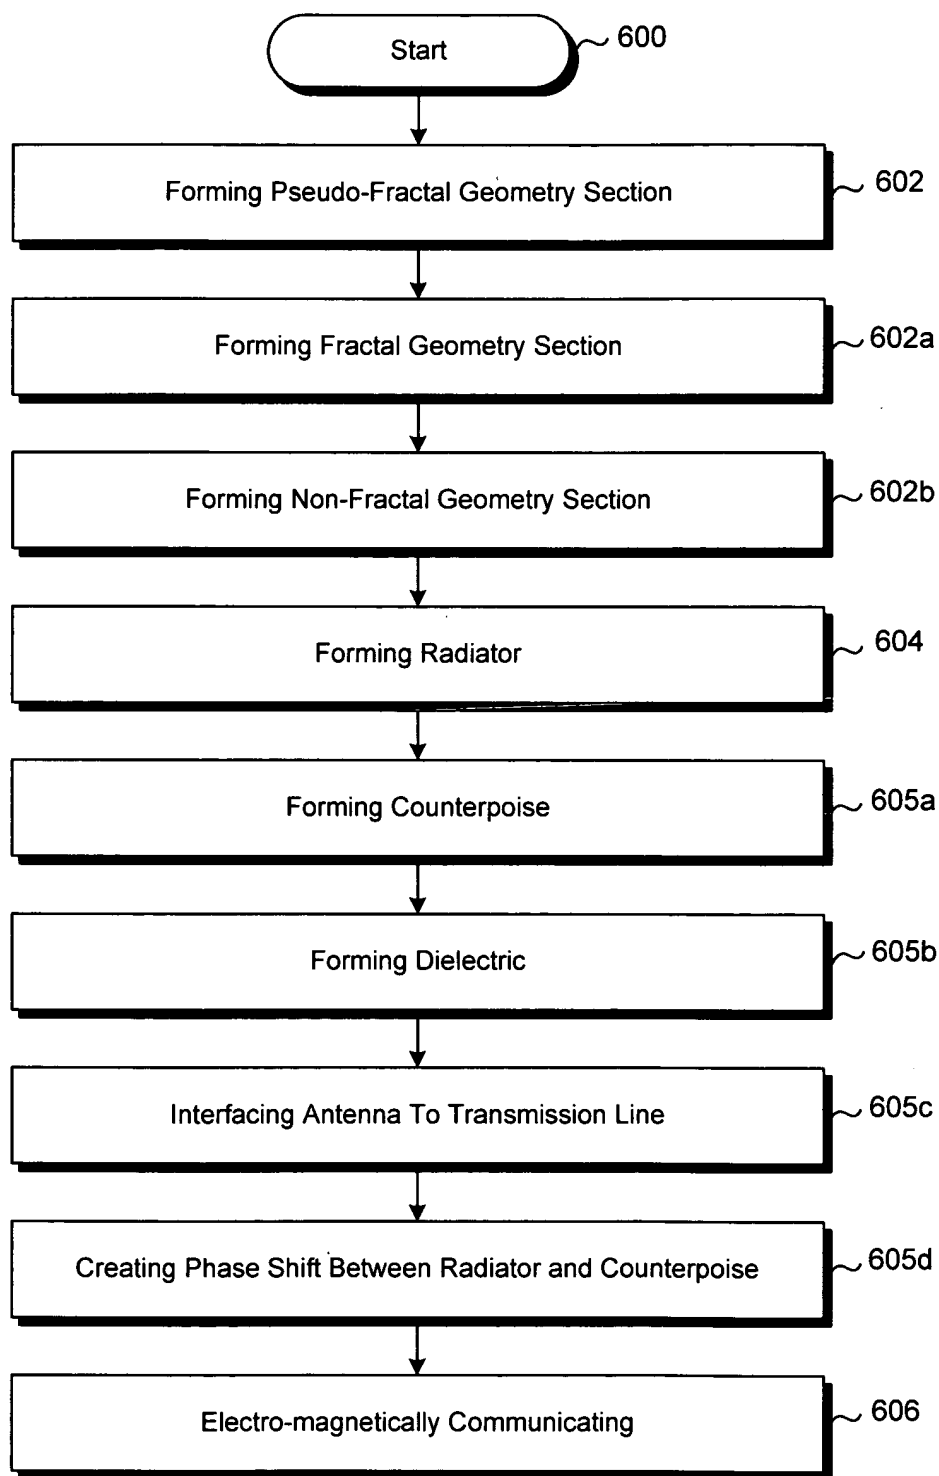 Start
600
Forming Pseudo-Fractal Geometry Section
602
Forming Fractal Geometry Section
602a
Forming Non-Fractal Geometry Section
602b
Forming Radiator
604
Forming Counterpoise
605a
Forming Dielectric
605b
Interfacing Antenna To Transmission Line
605c
Creating Phase Shift Between Radiator and Counterpoise
605d
Electro-magnetically Communicating
606